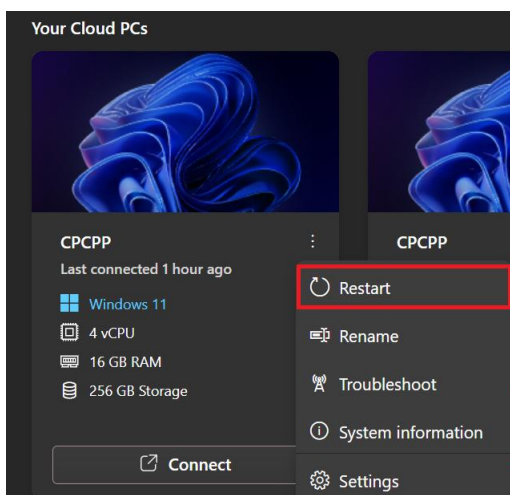 Your Cloud PCs
CPCPP
Last connected 1 hour ago
Windows 11
4 vCPU
16 GB RAM
256 GB Storage
Connect
CPCPP
Restart
Rename
Troubleshoot
System information
Settings